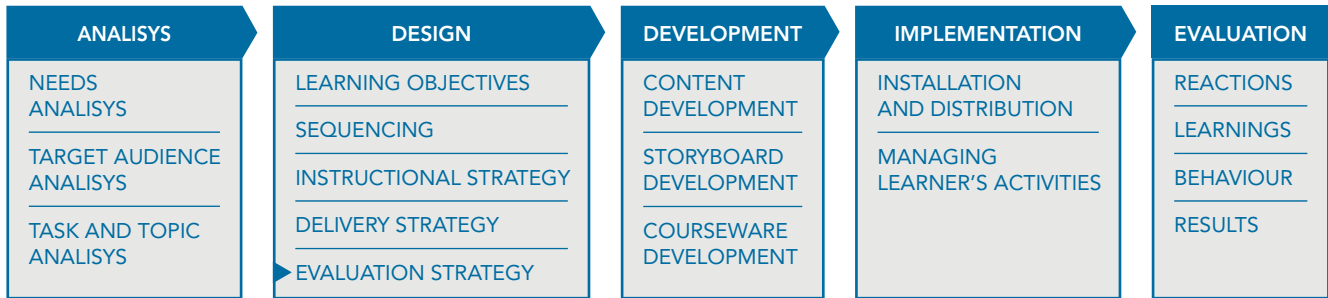 ANALISYS
NEEDS
ANALISYS
TARGET AUDIENCE
ANALISYS
TASK AND TOPIC
ANALISYS
DESIGN
LEARNING OBJECTIVES
SEQUENCING
INSTRUCTIONAL STRATEGY
DELIVERY STRATEGY
EVALUATION STRATEGY
DEVELOPMENT
CONTENT
DEVELOPMENT
STORYBOARD
DEVELOPMENT
COURSEWARE
DEVELOPMENT
IMPLEMENTATION
INSTALLATION
AND DISTRIBUTION
MANAGING
LEARNER'S ACTIVITIES
EVALUATION
REACTIONS
LEARNINGS
BEHAVIOUR
RESULTS